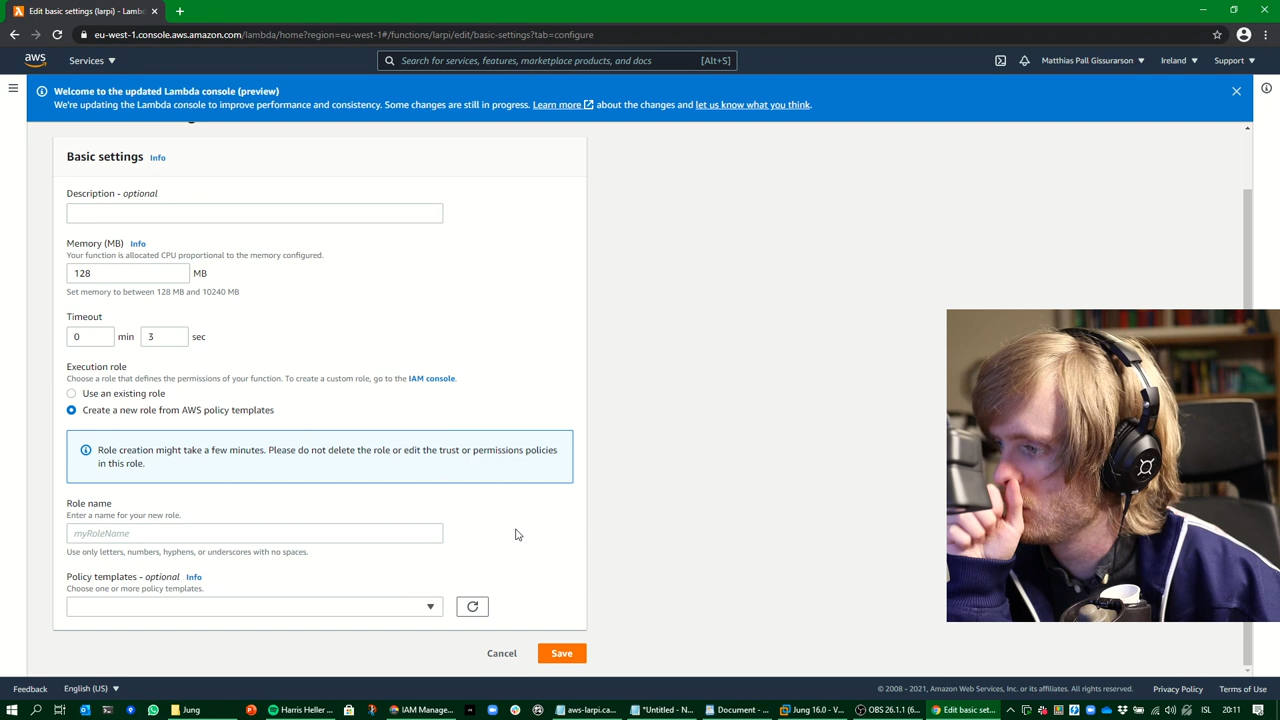 Edit basic settings (larpi) - Lamb
eu-west-1.console.aws.amazon.com/lambda/home?region=eu-west-1#/functions/larpi/edit/basic-settings?tab=configure
aws
Services
Search for services, features, marketplace products, and docs
[Alt+S]
Matthias Pall Gissurarson
Ireland
Support
Welcome to the updated Lambda console (preview)
We're updating the Lambda console to improve performance and consistency. Some changes are still in progress. Learn more about the changes and let us know what you think.
Basic settings Info
Description - optional
Memory (MB) Info
Your function is allocated CPU proportional to the memory configured.
128 MB
Set memory to between 128 MB and 10240 MB
Timeout
0 min 3 sec
Execution role
Choose a role that defines the permissions of your function. To create a custom role, go to the IAM console.
Use an existing role
Create a new role from AWS policy templates
Role creation might take a few minutes. Please do not delete the role or edit the trust or permissions policies
in this role.
Role name
Enter a name for your new role.
myRoleName
Use only letters, numbers, hyphens, or underscores with no spaces.
Policy templates - optional Info
Choose one or more policy templates.
Cancel Save
Feedback English (US) © 2008 - 2021, Amazon Web Services, Inc. or its affiliates. All rights reserved. Privacy Policy Terms of Use
Jung Harris Heller ... IAM Manage... aws-larpi.ca... *Untitled - N... Document - ... Jung 16.0 - V... OBS 26.1.1 (6... Edit basic set... ISL 20:11